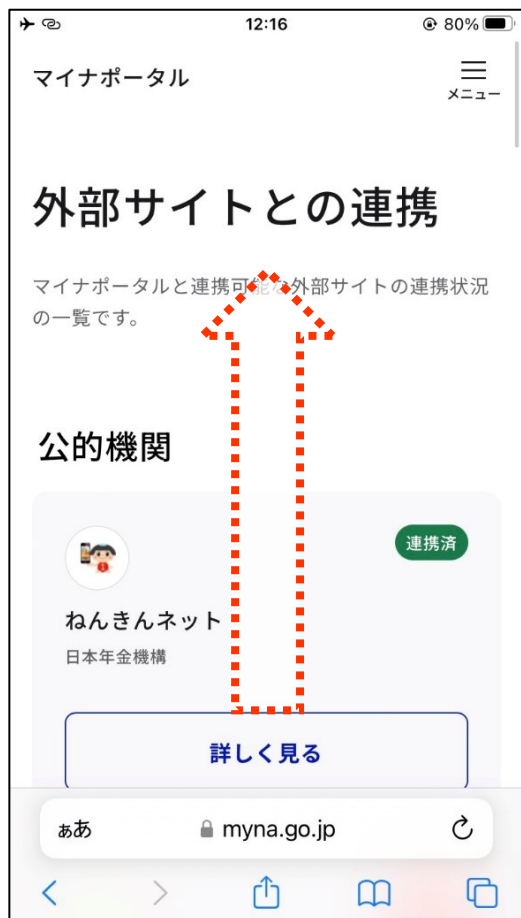 12:16
80%
マイナポータル
メニュー
外部サイトとの連携
マイナポータルと連携可能な外部サイトの連携状況
の一覧です。
公的機関
連携済
ねんきんネット
日本年金機構
詳しく見る
ぁあ
myna.go.jp